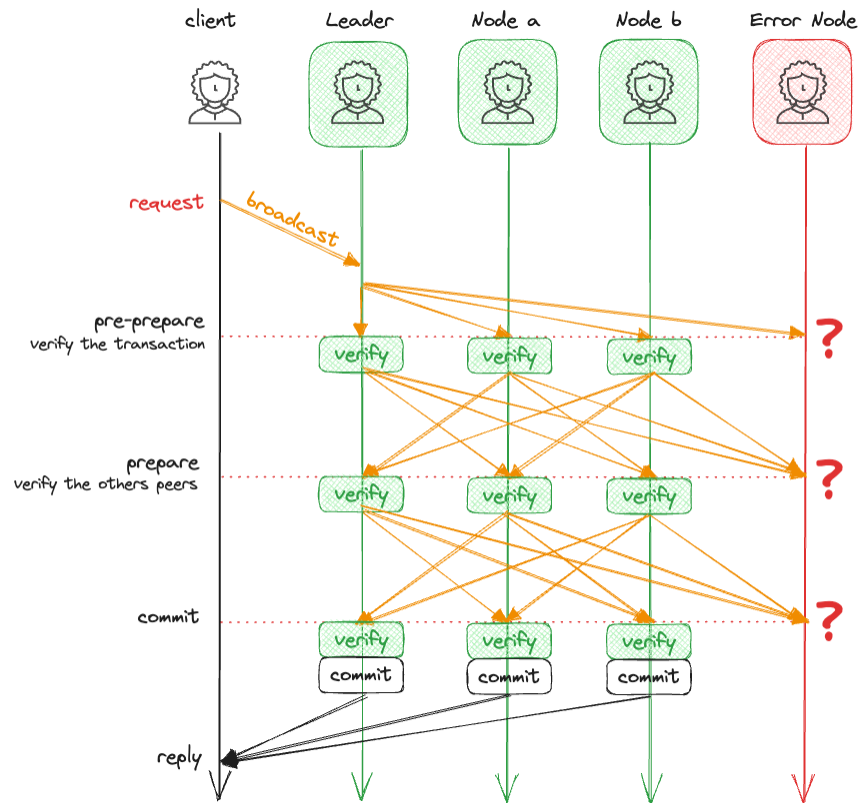 client
Leader
Node a
Node b
Error Node
request
broadcast
pre-prepare
verify the transaction
?
verify
verify
verify
prepare
verify the others peers
?
verify
verify
verify
commit
?
verify
verify
verify
commit
commit
commit
reply